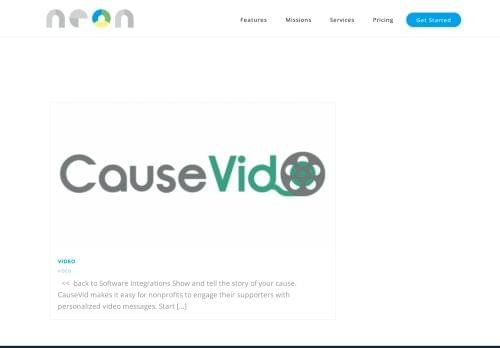 neon
Features
Missions
Services
Pricing
Get Started
CauseVid
VIDEO
VIDEO
<< back to Software Integrations Show and tell the story of your cause.
CauseVid makes it easy for nonprofits to engage their supporters with
personalized video messages. Start [...]